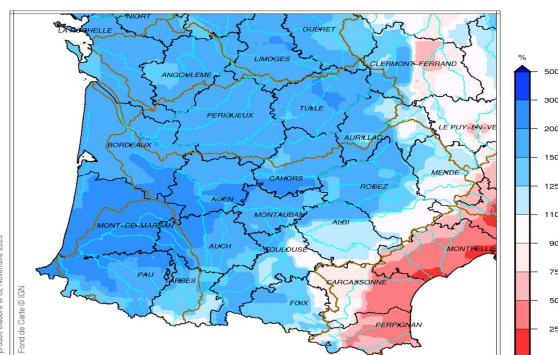 NIORT
GUERET
LA ROCHELLE
LIMOGES
CLERMONT-FERRAND
%
500
ANGOULEME
300
PERIGUEUX
TULLE
200
LE PUY-EN-VE
AURILLAC
BORDEAUX
150
MENDE
CAHORS
RODEZ
125
AGEN
110
MONTAUBAN
ALBI
MONT-DE-MARSAN
AUCH
TOULOUSE
MONTPELLIE
90
PAU
TARBES
CARCASSONNE
75
FOIX
50
PERPIGNAN
25
Fond de Carte © IGN